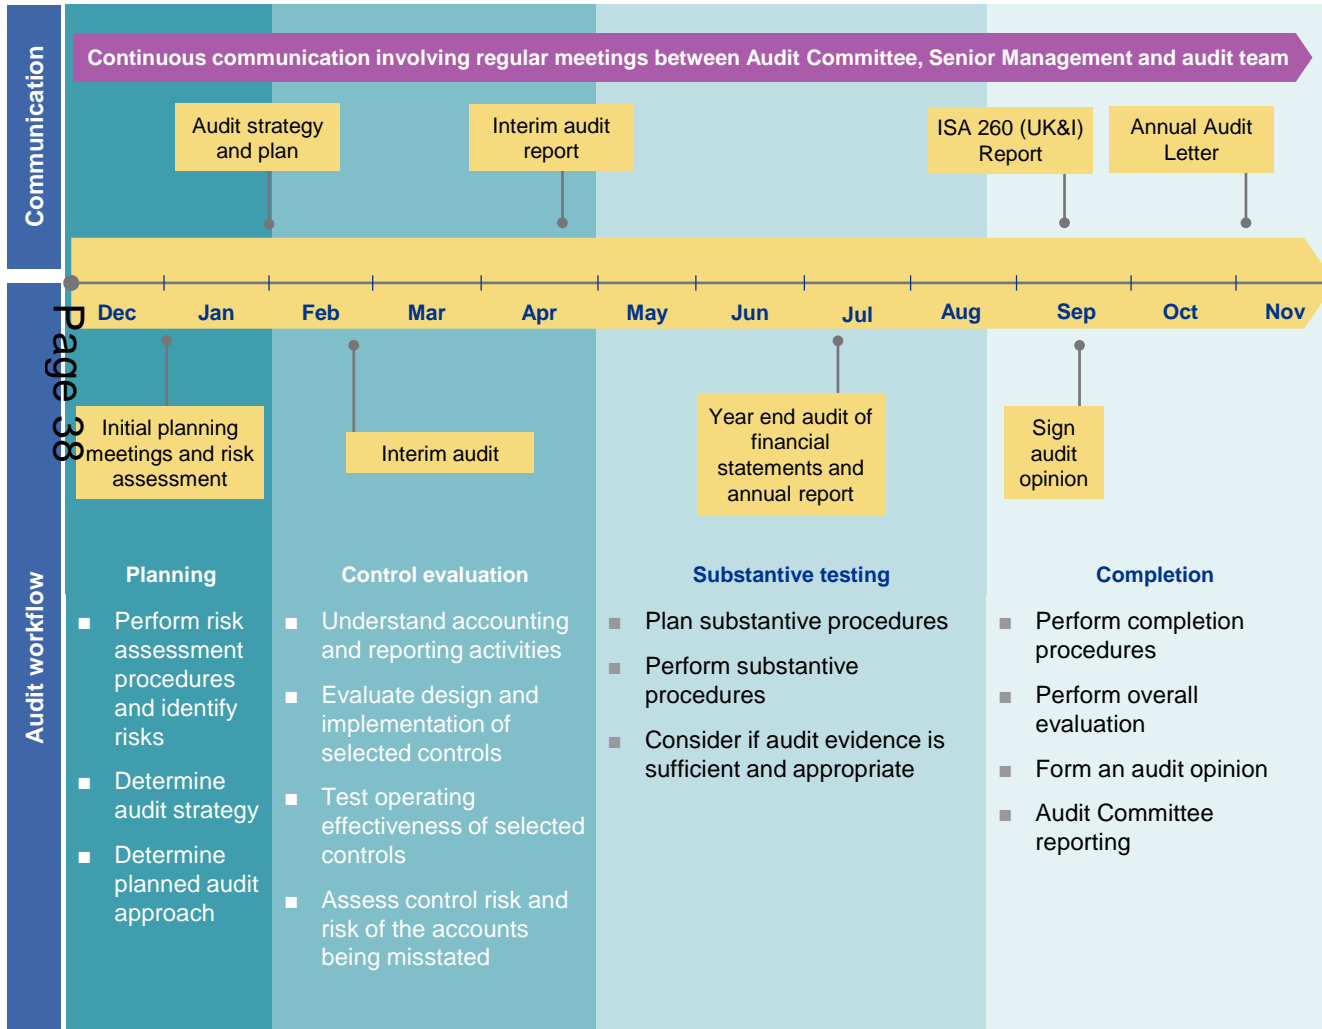 Communication
Continuous communication involving regular meetings between Audit Committee, Senior Management and audit team
Audit strategy
and plan
Interim audit
report
ISA 260 (UK&I)
Report
Annual Audit
Letter
Dec Jan Feb Mar Apr May Jun Jul Aug Sep Oct Nov
Page 38
Audit workflow
Initial planning
meetings and risk
assessment
Interim audit
Year end audit of
financial
statements and
annual report
Sign
audit
opinion
Planning
■ Perform risk
assessment
procedures
and identify
risks
■ Determine
audit strategy
■ Determine
planned audit
approach
Control evaluation
■ Understand accounting
and reporting activities
■ Evaluate design and
implementation of
selected controls
■ Test operating
effectiveness of selected
controls
■ Assess control risk and
risk of the accounts
being misstated
Substantive testing
■ Plan substantive procedures
■ Perform substantive
procedures
■ Consider if audit evidence is
sufficient and appropriate
Completion
■ Perform completion
procedures
■ Perform overall
evaluation
■ Form an audit opinion
■ Audit Committee
reporting